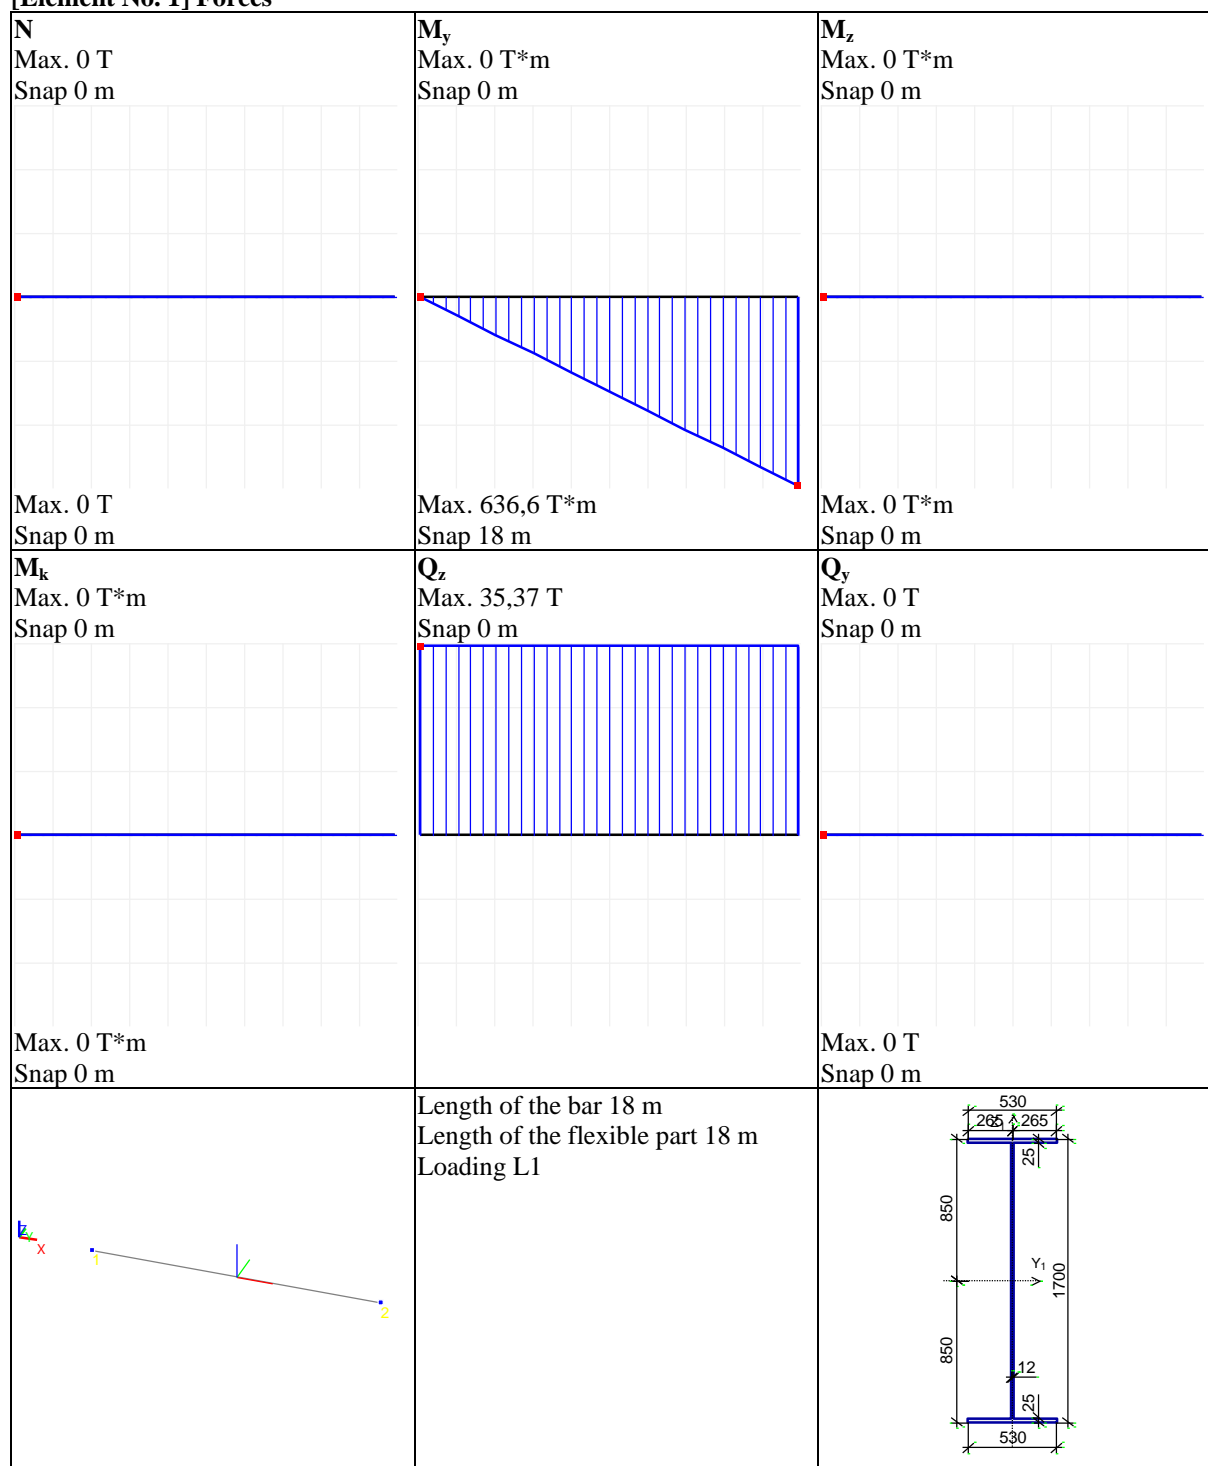 [Element No. 1] Forces
N
Max. 0 T
Snap 0 m
Max. 0 T
Snap 0 m
My
Max. 0 T*m
Snap 0 m
Max. 636,6 T*m
Snap 18 m
Mz
Max. 0 T*m
Snap 0 m
Max. 0 T*m
Snap 0 m
Mk
Max. 0 T*m
Snap 0 m
Max. 0 T*m
Snap 0 m
Qz
Max. 35,37 T
Snap 0 m
Qy
Max. 0 T
Snap 0 m
Max. 0 T
Snap 0 m
Z
X
1
2
Length of the bar 18 m
Length of the flexible part 18 m
Loading L1
530
265
265
25
850
Y1
1700
850
12
25
530